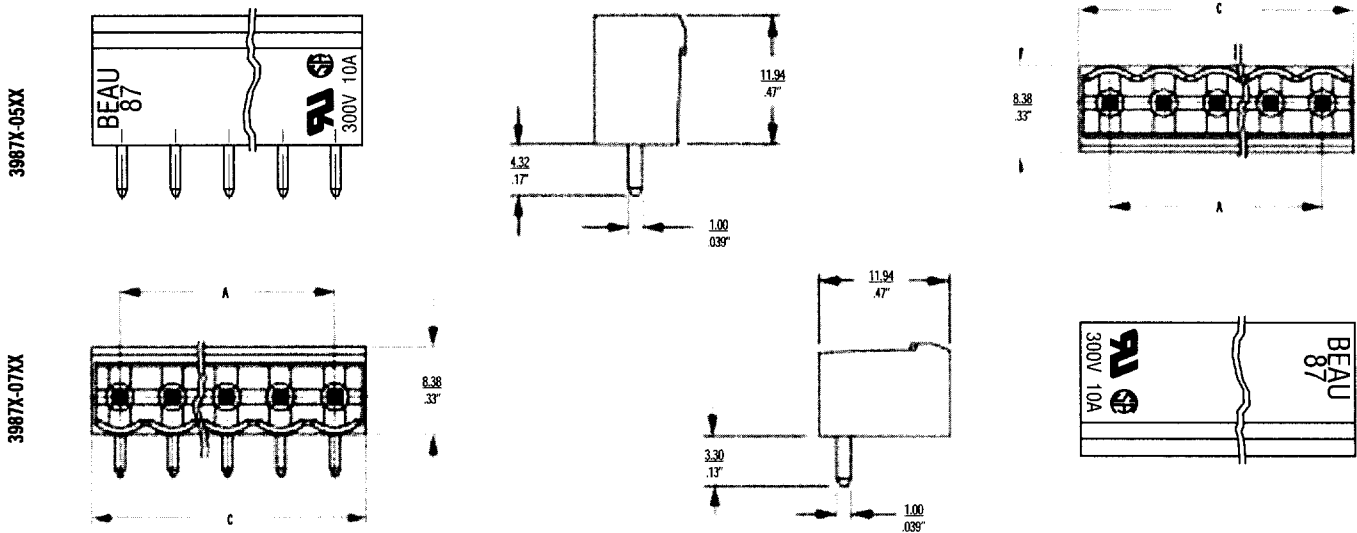 3987X-05XX
BEAU
87
300V 10A
11.94
.47"
4.32
.17"
1.00
.039"
C
8.38
.33"
A
3987X-07XX
A
8.38
.33"
C
11.94
.47"
3.30
.13"
1.00
.039"
300V 10A
BEAU
87